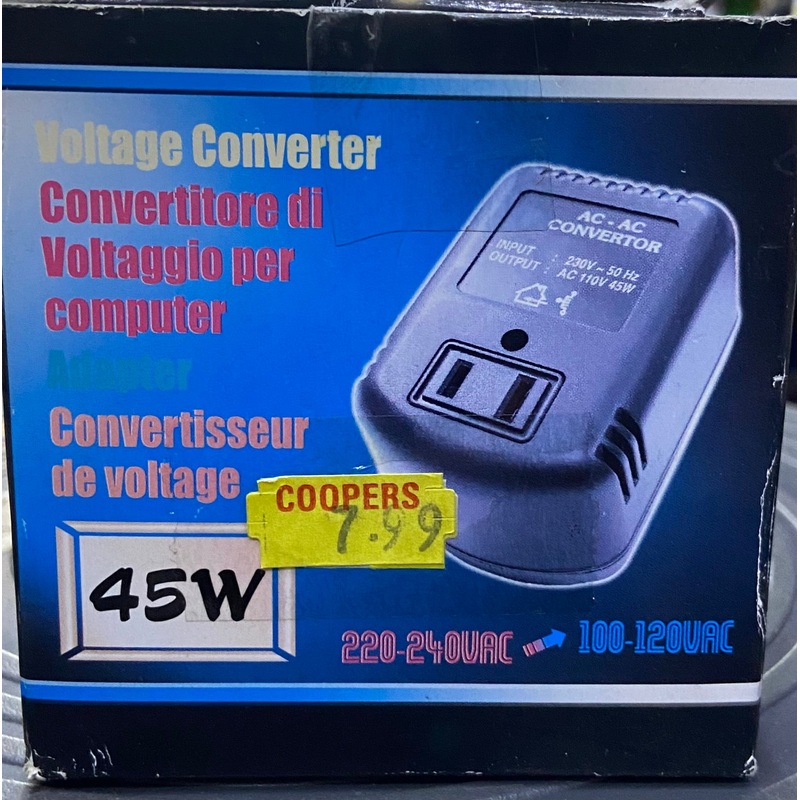 Voltage Converter
Convertitore di
Voltaggio per
computer
Adapter
Convertisseur
de voltage
AC - AC
CONVERTOR
INPUT : 230V ~ 50 Hz
OUTPUT : AC 110V 45W
COOPERS
7.99
45W
220-240VAC 100-120VAC